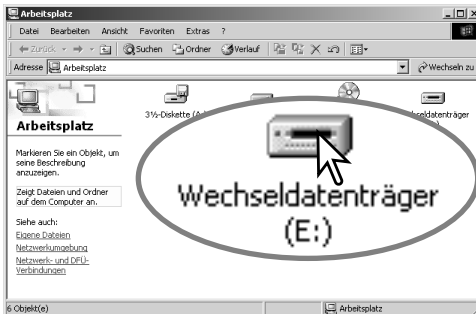 Arbeitsplatz
Datei Bearbeiten Ansicht Favoriten Extras ?
Zurück Suchen Ordner Verlauf
Adresse Arbeitsplatz Wechseln zu
Arbeitsplatz
Markieren Sie ein Objekt, um
seine Beschreibung
anzuzeigen.
Zeigt Dateien und Ordner
auf dem Computer an.
Siehe auch:
Eigene Dateien
Netzwerkumgebung
Netzwerk- und DFÜ-
Verbindungen
3½-Diskette (A:)
Wechseldatenträger
(E:)
6 Objekt(e) Arbeitsplatz